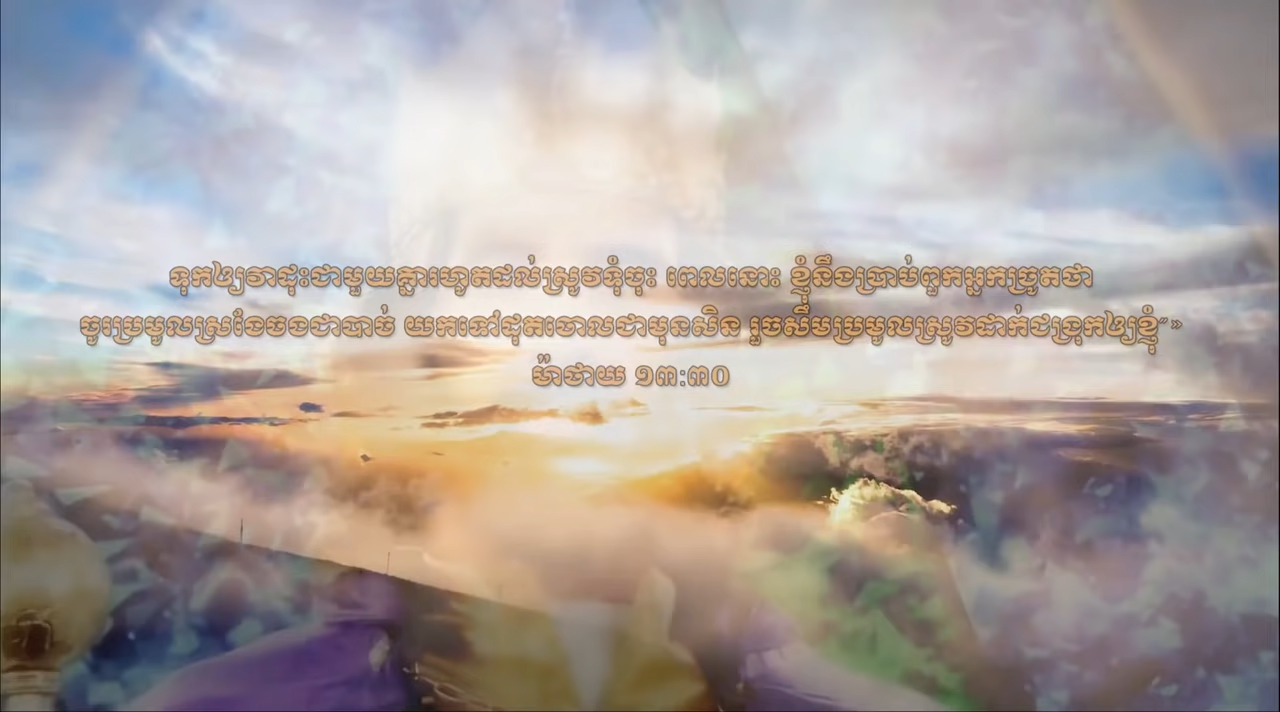 ទុកឲ្យវាដុះជាមួយគ្នារហូតដល់ស្រូវទុំចុះ ពេលនោះ ខ្ញុំនឹងប្រាប់ពួកអ្នកច្រូតថា
ចូរប្រមូលស្រងែចងជាបាច់ យកទៅដុតចោលជាមុនសិន រួចសឹមប្រមូលស្រូវដាក់ជង្រុកឲ្យខ្ញុំ”»
ម៉ាថាយ ១៣:៣០